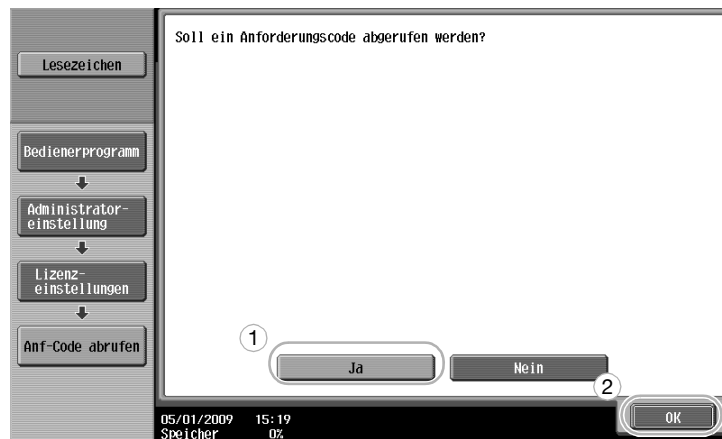 Soll ein Anforderungscode abgerufen werden?
Lesezeichen
Bedienerprogramm
Administrator-
einstellung
Lizenz-
einstellungen
Anf-Code abrufen
1
Ja
Nein
2
OK
05/01/2009 15:19
Speicher 0%